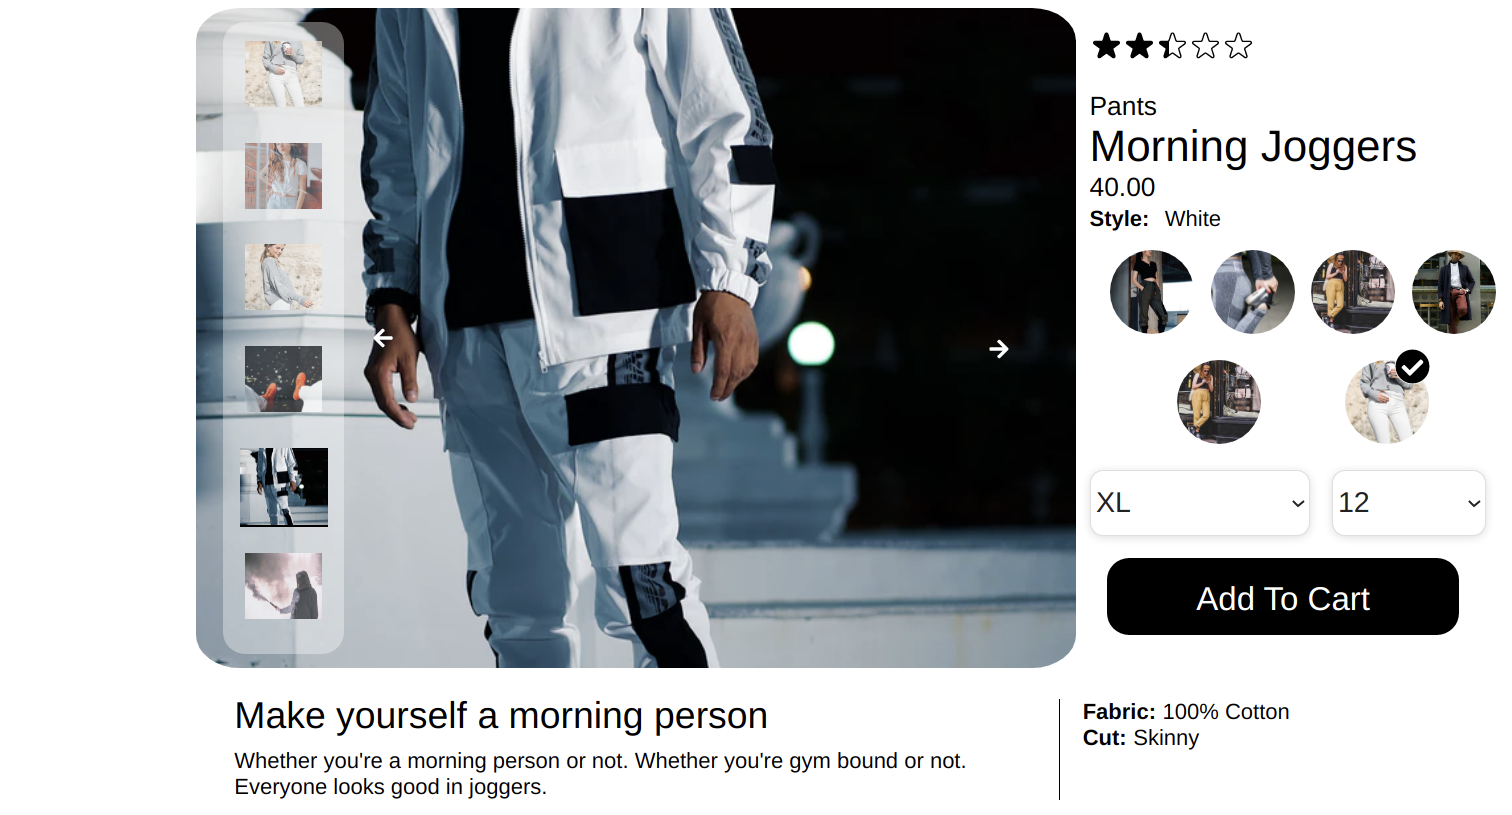 Pants
Morning Joggers
40.00
Style: White
XL
12
Add To Cart
Make yourself a morning person
Whether you're a morning person or not. Whether you're gym bound or not.
Everyone looks good in joggers.
Fabric: 100% Cotton
Cut: Skinny